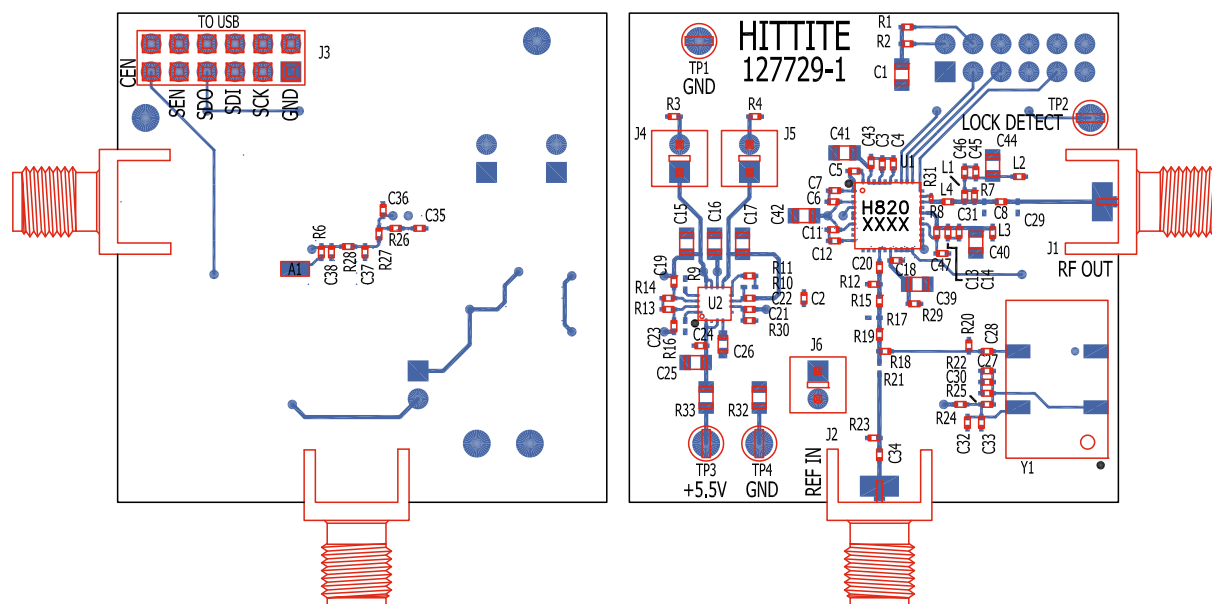 TO USB
J3
CEN
SEN
SDO
SDI
SCK
GND
C36
C35
R26
R6
C38
R28
C37
R27
A1
HITTITE
127729-1
TP1
GND
R1
R2
C1
TP2
LOCK DETECT
R3
R4
J4
J5
C41
C43
C3
C4
U1
C5
C7
C6
C42
C11
C12
H820
XXXX
R31
L1
C46
C45
C44
L2
L4
R7
R8
C31
C8
C29
L3
C40
J1
RF OUT
C15
C16
C17
C19
R9
R11
R10
R14
R13
U2
C22
C21
R30
C2
C23
R16
C24
C25
C26
C20
C18
C47
C13
C14
R12
R15
C39
R29
R17
R19
R18
R21
R20
C28
R22
C27
C30
R25
R24
C32
C33
J6
R33
R32
R23
J2
C34
TP3
+5.5V
TP4
GND
REF IN
Y1